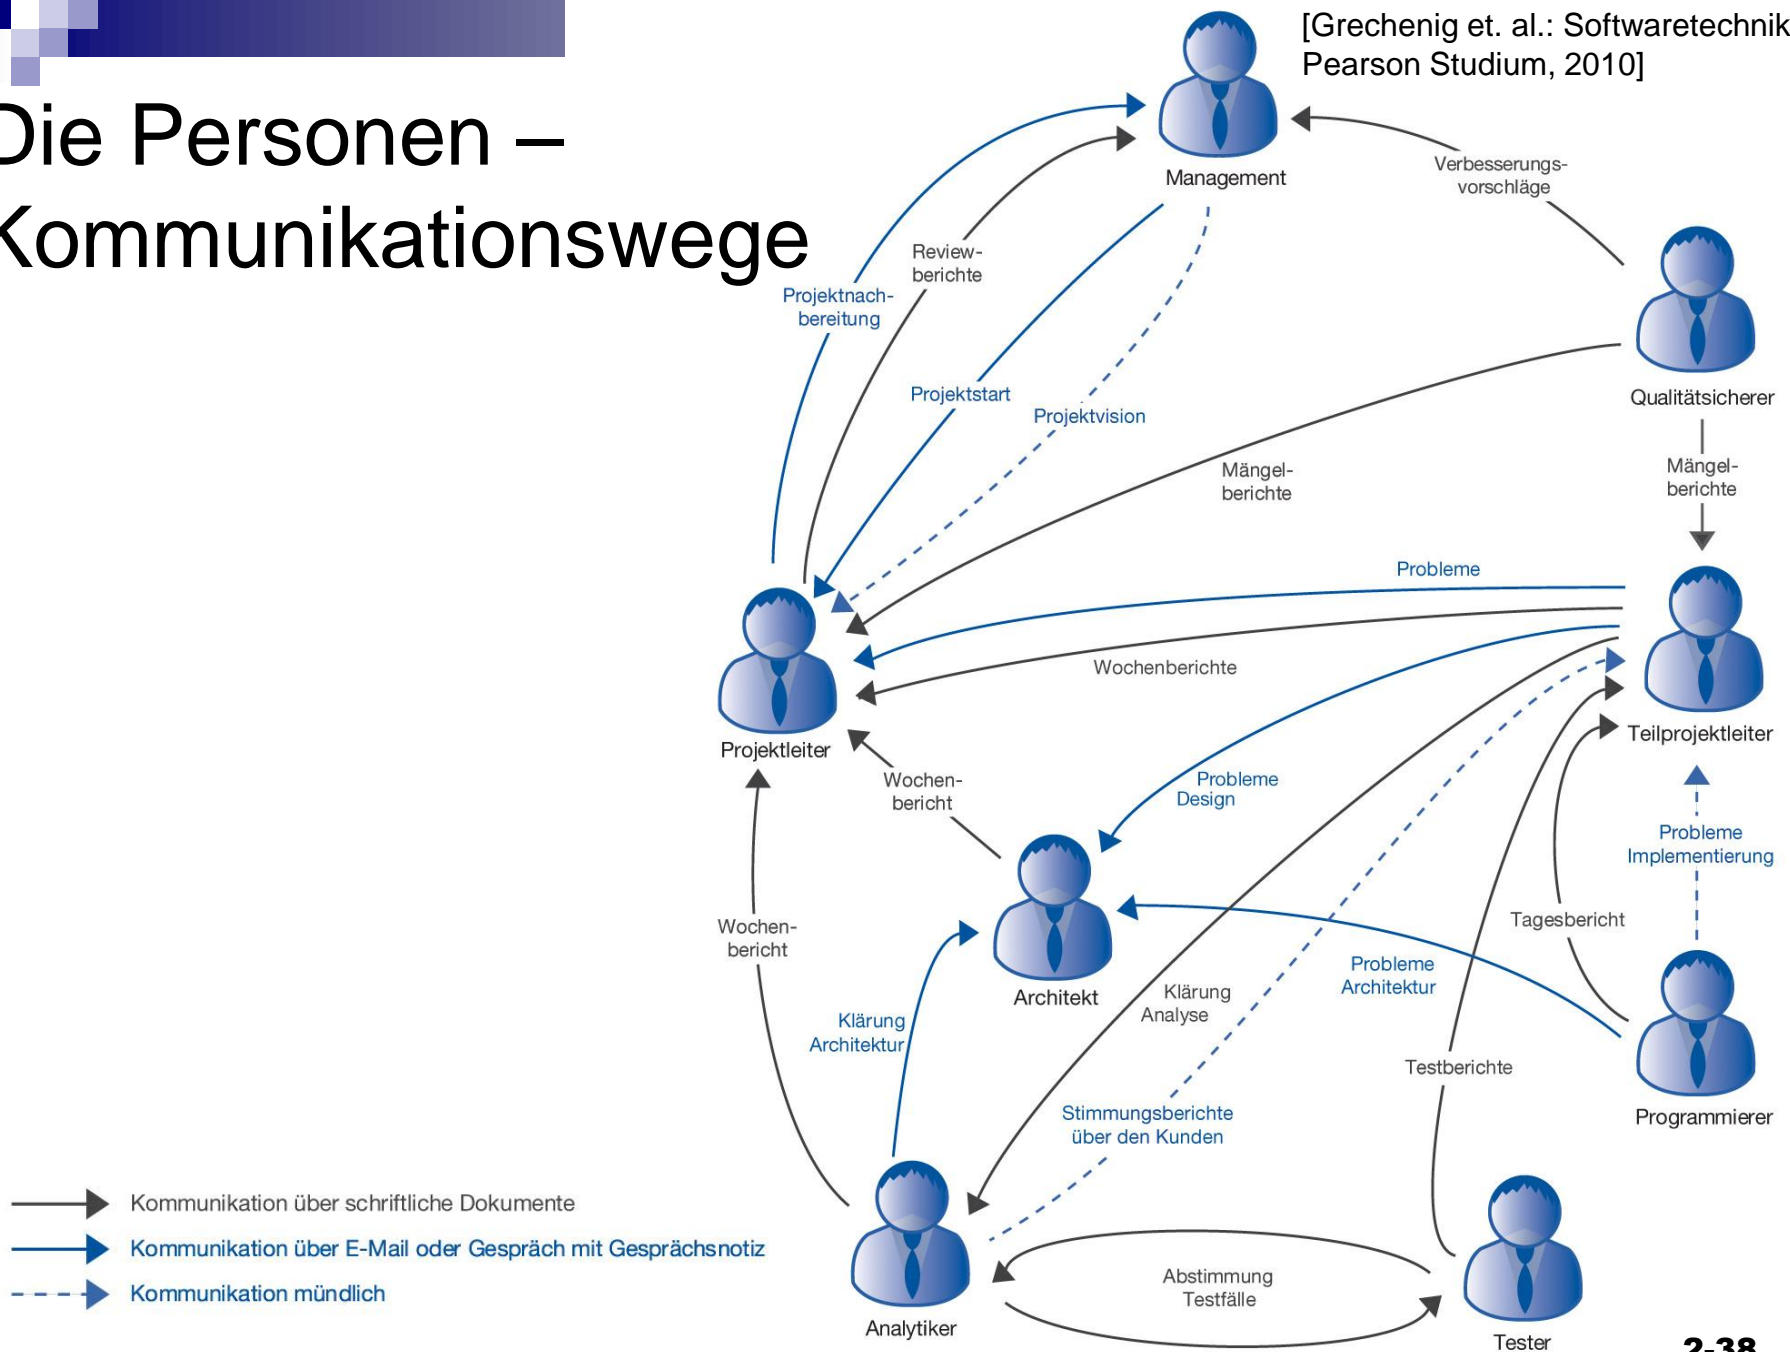 [Grechenig et. al.: Softwaretechnik
Pearson Studium, 2010]
Die Personen –
Kommunikationswege
Management
Verbesserungs-
vorschläge
Review-
berichte
Projektnach-
bereitung
Projektstart
Projektvision
Qualitätsicherer
Mängel-
berichte
Mängel-
berichte
Probleme
Wochenberichte
Projektleiter
Teilprojektleiter
Wochen-
bericht
Probleme
Design
Probleme
Implementierung
Wochen-
bericht
Tagesbericht
Architekt
Probleme
Architektur
Klärung
Analyse
Klärung
Architektur
Testberichte
Stimmungsberichte
über den Kunden
Programmierer
Kommunikation über schriftliche Dokumente
Kommunikation über E-Mail oder Gespräch mit Gesprächsnotiz
Kommunikation mündlich
Abstimmung
Testfälle
Analytiker
Tester
2-38